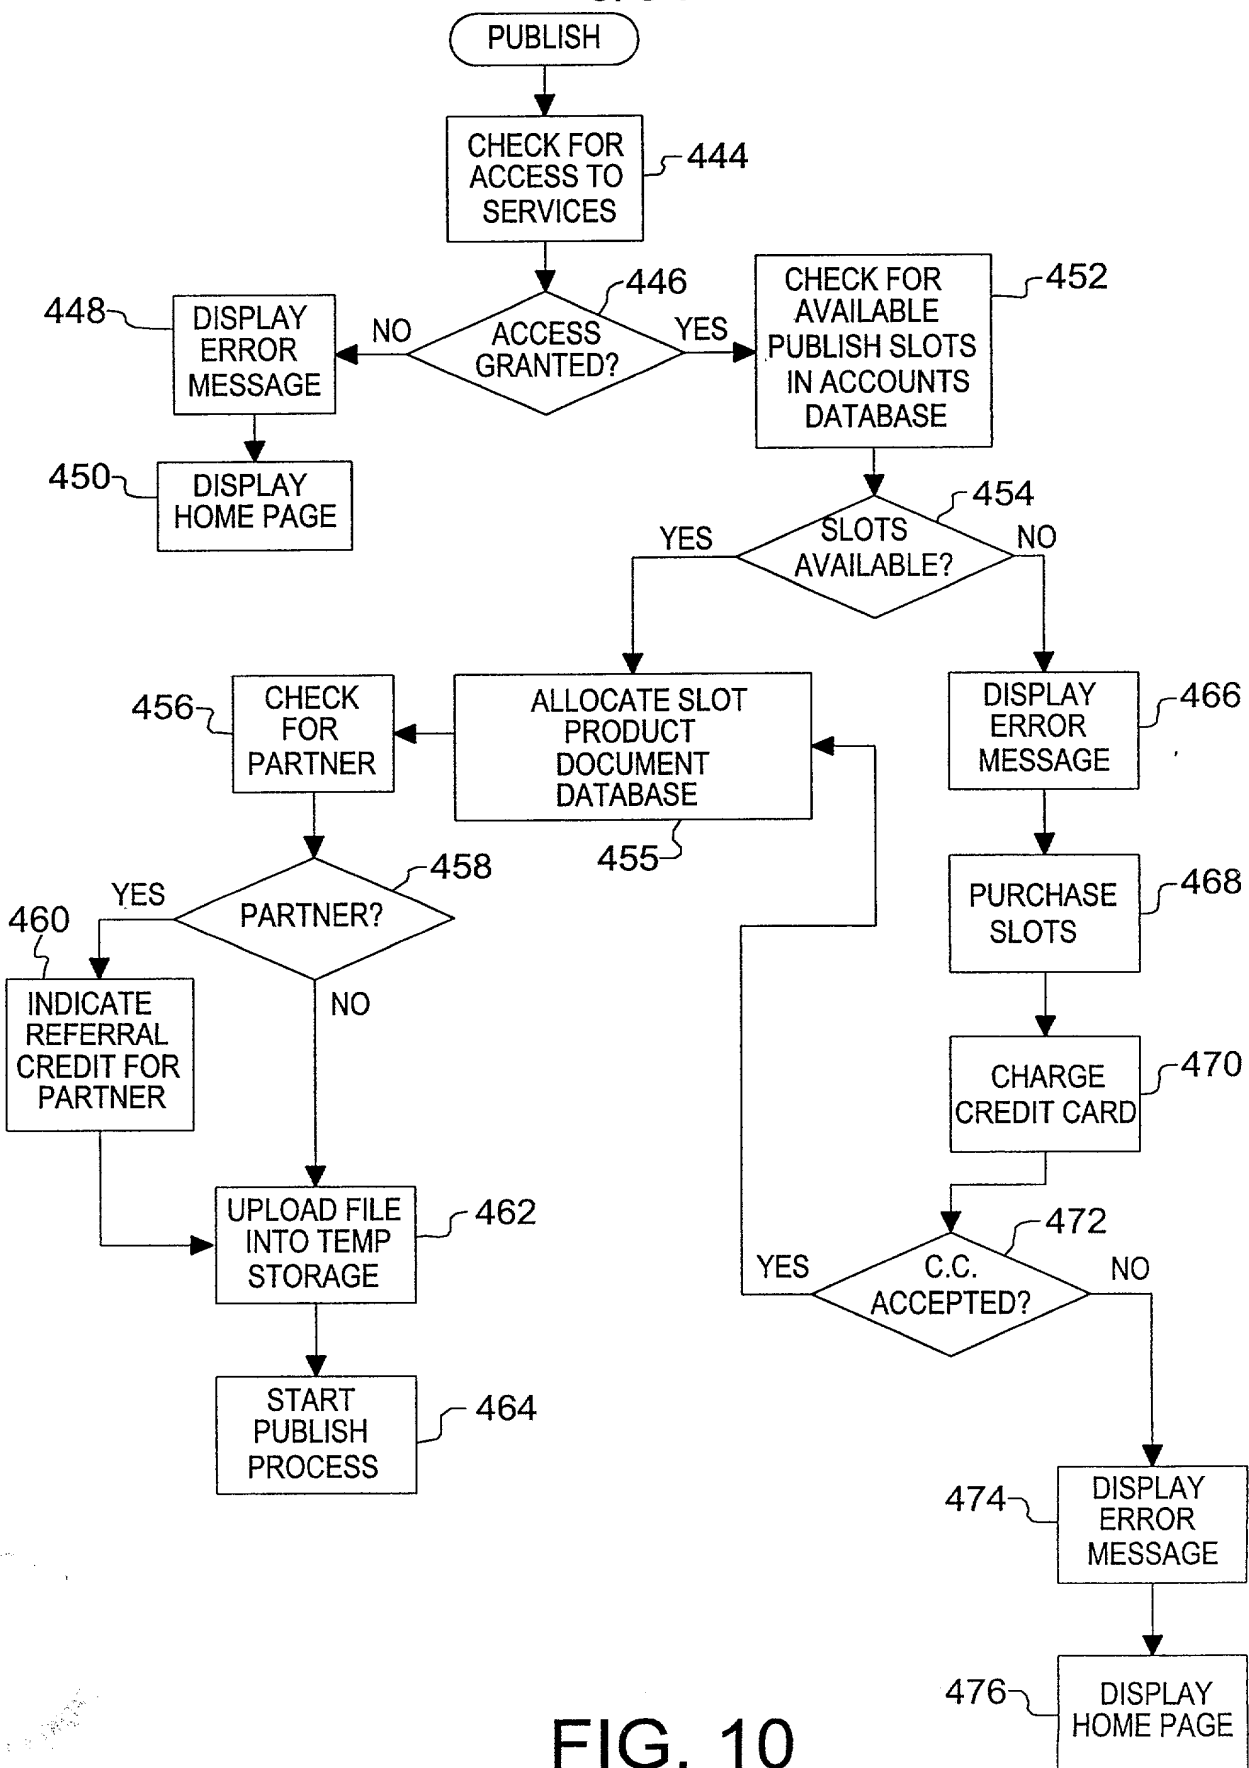 PUBLISH
CHECK FOR
ACCESS TO
SERVICES
444
446
ACCESS
GRANTED?
NO
YES
448
DISPLAY
ERROR
MESSAGE
450
DISPLAY
HOME PAGE
CHECK FOR
AVAILABLE
PUBLISH SLOTS
IN ACCOUNTS
DATABASE
452
454
SLOTS
AVAILABLE?
YES
NO
456
CHECK
FOR
PARTNER
ALLOCATE SLOT
PRODUCT
DOCUMENT
DATABASE
455
DISPLAY
ERROR
MESSAGE
466
458
PARTNER?
YES
NO
460
INDICATE
REFERRAL
CREDIT FOR
PARTNER
PURCHASE
SLOTS
468
CHARGE
CREDIT CARD
470
UPLOAD FILE
INTO TEMP
STORAGE
462
472
C.C.
ACCEPTED?
YES
NO
START
PUBLISH
PROCESS
464
474
DISPLAY
ERROR
MESSAGE
476
DISPLAY
HOME PAGE
FIG. 10